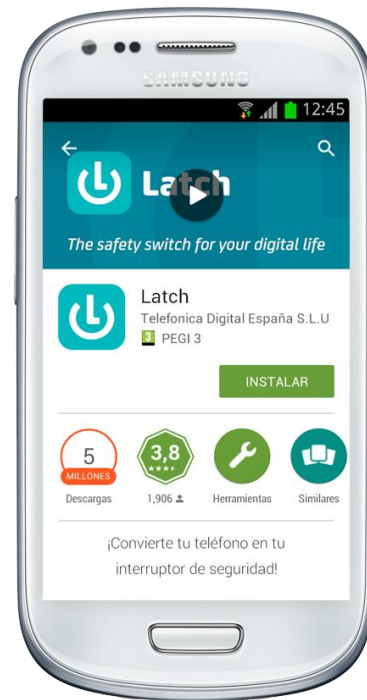 SAMSUNG
12:45
Latch
The safety switch for your digital life
Latch
Telefonica Digital España S.L.U
3 PEGI 3
INSTALAR
5
MILLONES
3,8
Descargas
1,906
Herramientas
Similares
¡Convierte tu teléfono en tu
interruptor de seguridad!